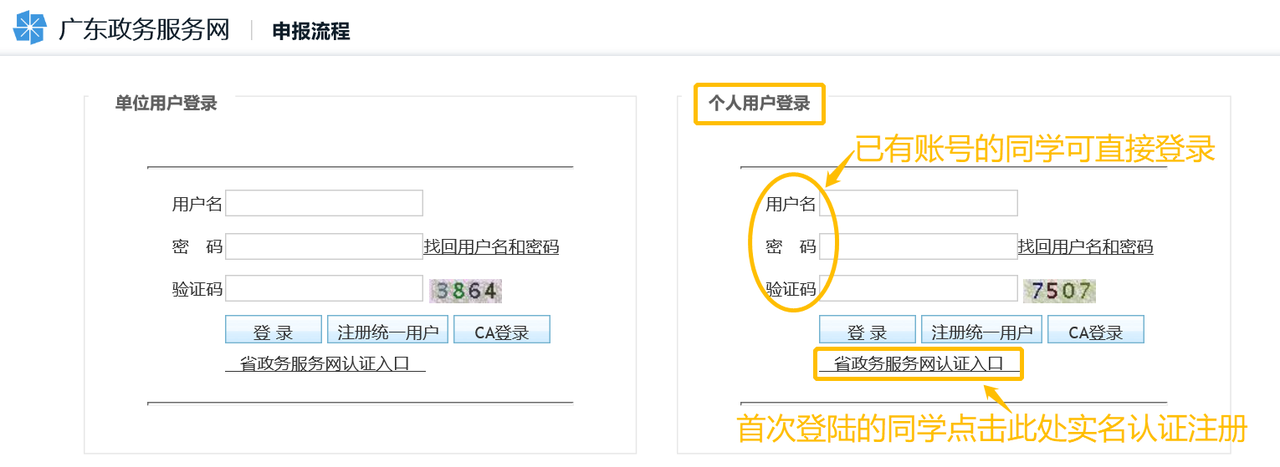 广东政务服务网 申报流程
单位用户登录
用户名
密 码 找回用户名和密码
验证码 3864
登 录 注册统一用户 CA登录
省政务服务网认证入口
个人用户登录
已有账号的同学可直接登录
用户名
密 码 找回用户名和密码
验证码 7507
登 录 注册统一用户 CA登录
省政务服务网认证入口
首次登陆的同学点击此处实名认证注册